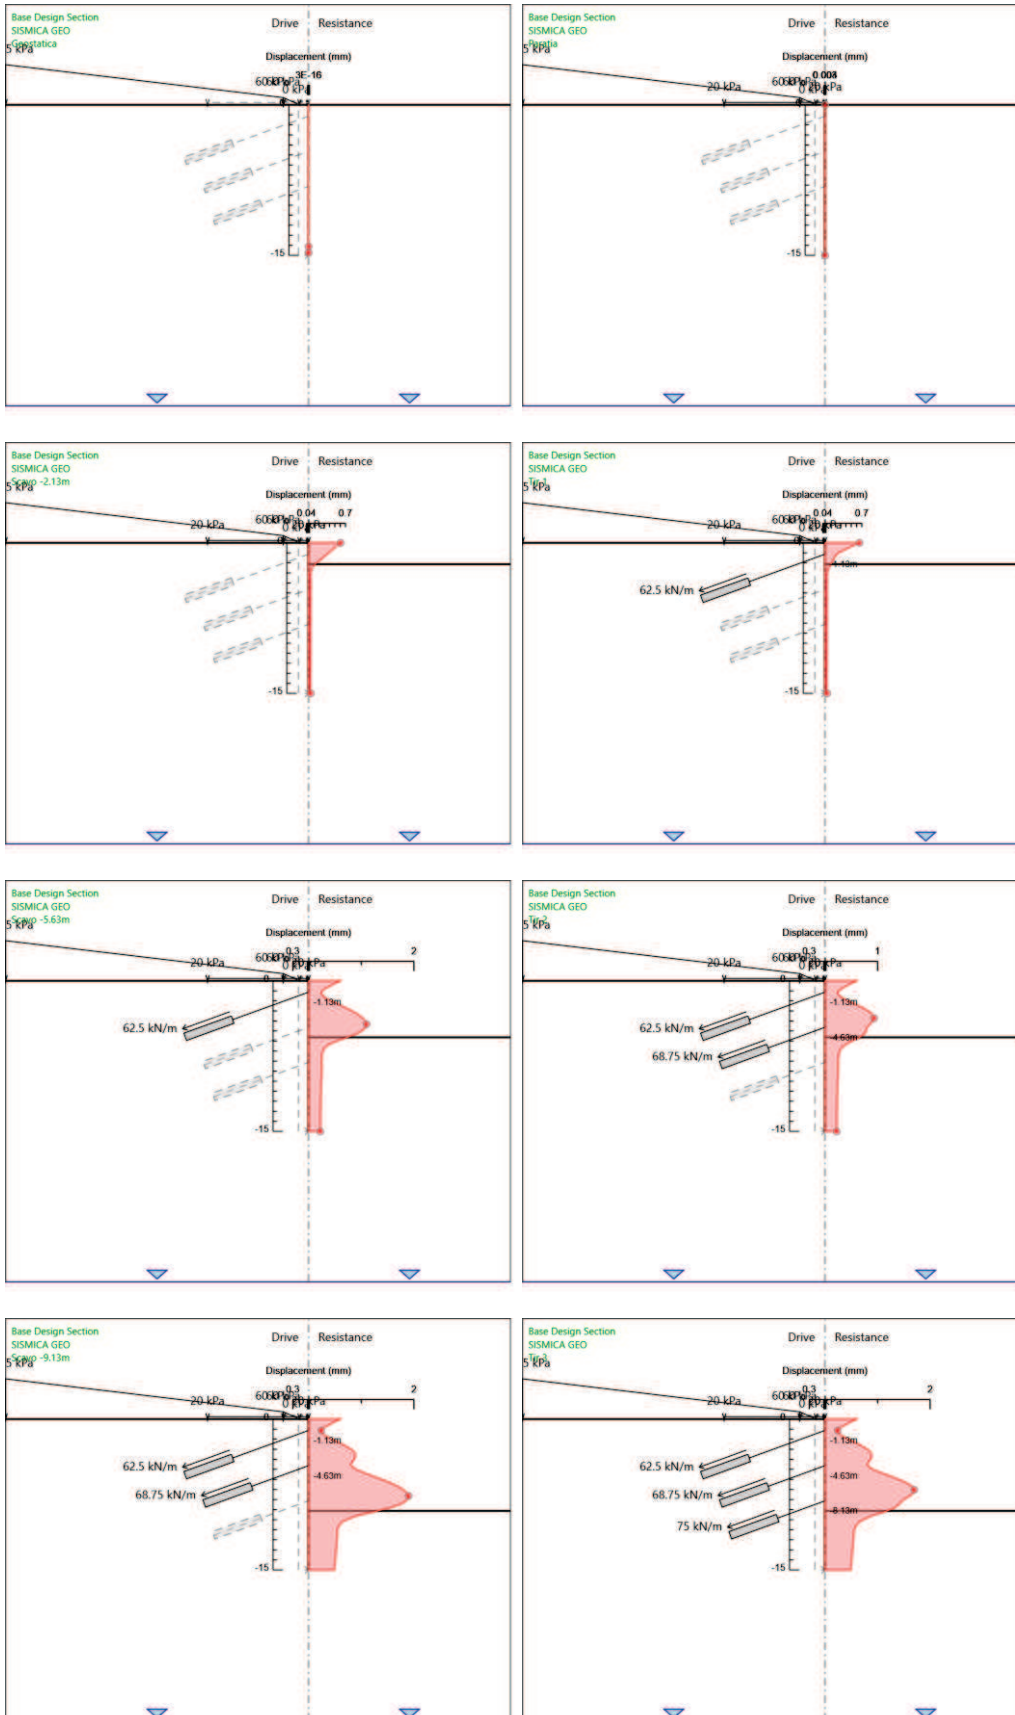 Base Design Section
SISMICA GEO
Geostatica
5 kPa
Drive
Resistance
Displacement (mm)
3E-16
-15
Base Design Section
SISMICA GEO
Paratia
5 kPa
Drive
Resistance
Displacement (mm)
20 kPa
-15
Base Design Section
SISMICA GEO
Scavo -2.13m
5 kPa
Drive
Resistance
Displacement (mm)
0.04
0.7
20 kPa
-15
Base Design Section
SISMICA GEO
5 kPa
Drive
Resistance
Displacement (mm)
0.04
0.7
20 kPa
62.5 kN/m
-15
Base Design Section
SISMICA GEO
Scavo -5.63m
5 kPa
Drive
Resistance
Displacement (mm)
0.3
2
20 kPa
-1.13m
62.5 kN/m
-15
Base Design Section
SISMICA GEO
5 kPa
Drive
Resistance
Displacement (mm)
0.3
1
20 kPa
-1.13m
62.5 kN/m
-4.63m
68.75 kN/m
-15
Base Design Section
SISMICA GEO
Scavo -9.13m
5 kPa
Drive
Resistance
Displacement (mm)
0.3
2
20 kPa
-1.13m
62.5 kN/m
-4.63m
68.75 kN/m
-15
Base Design Section
SISMICA GEO
5 kPa
Drive
Resistance
Displacement (mm)
0.3
2
20 kPa
-1.13m
62.5 kN/m
-4.63m
68.75 kN/m
-8.13m
75 kN/m
-15